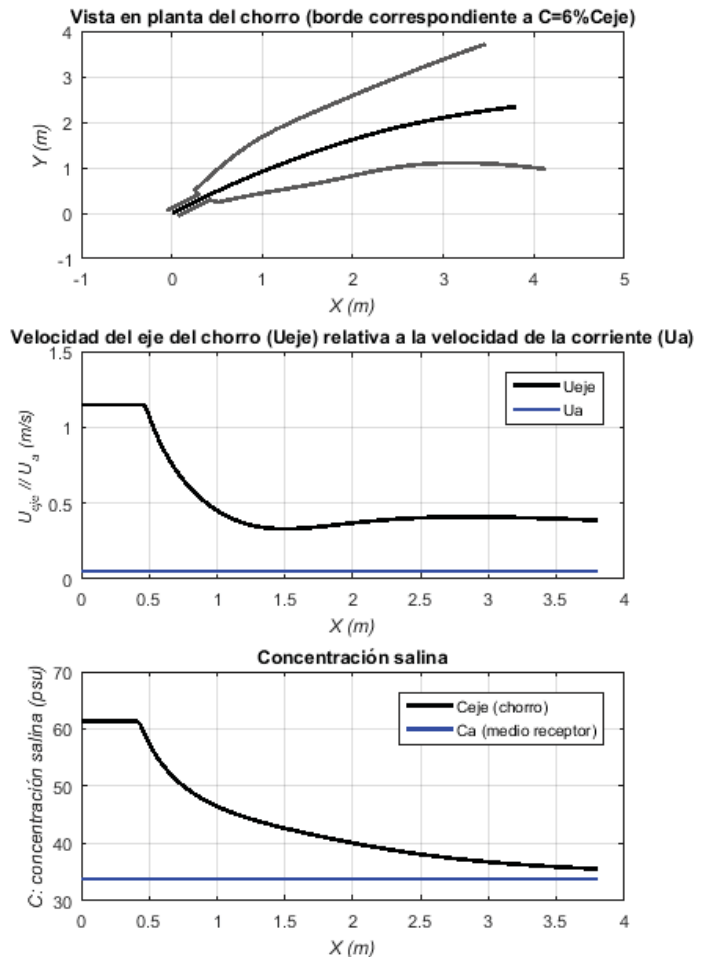 Vista en planta del chorro (borde correspondiente a C=6%Ceje)
4
3
2
1
0
-1
Y (m)
-1 0 1 2 3 4 5
X (m)
Velocidad del eje del chorro (Ueje) relativa a la velocidad de la corriente (Ua)
1.5
1
0.5
0
U eje // U a (m/s)
Ueje
Ua
0 0.5 1 1.5 2 2.5 3 3.5 4
X (m)
Concentración salina
70
60
50
40
30
C: concentración salina (psu)
Ceje (chorro)
Ca (medio receptor)
0 0.5 1 1.5 2 2.5 3 3.5 4
X (m)